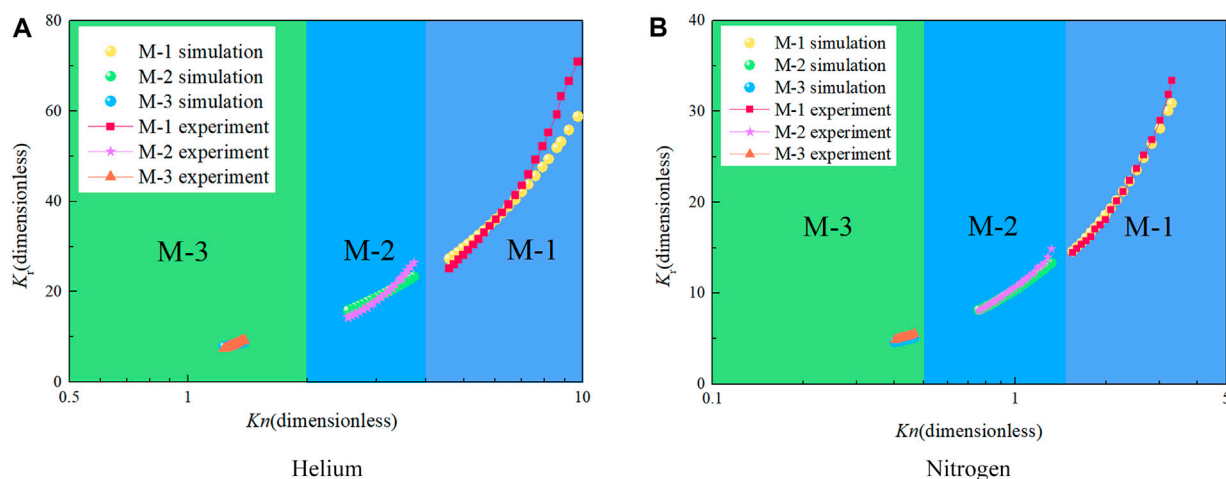 A
80
60
40
20
0
Kr(dimensionless)
M-1 simulation
M-2 simulation
M-3 simulation
M-1 experiment
M-2 experiment
M-3 experiment
M-3
M-2
M-1
0.5
1
10
Kn(dimensionless)
Helium
B
40
30
20
10
0
Kr(dimensionless)
M-1 simulation
M-2 simulation
M-3 simulation
M-1 experiment
M-2 experiment
M-3 experiment
M-3
M-2
M-1
0.1
1
5
Kn(dimensionless)
Nitrogen